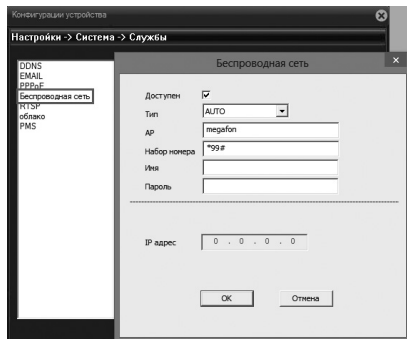 Конфигурации устройства
Настройки -> Система -> Службы
DDNS
EMAIL
PPPoE
Беспроводная сеть
RTSP
облако
PMS
Беспроводная сеть
Доступен
Тип AUTO
AP megafon
Набор номера *99#
Имя
Пароль
IP адрес 0 . 0 . 0 . 0
OK Отмена